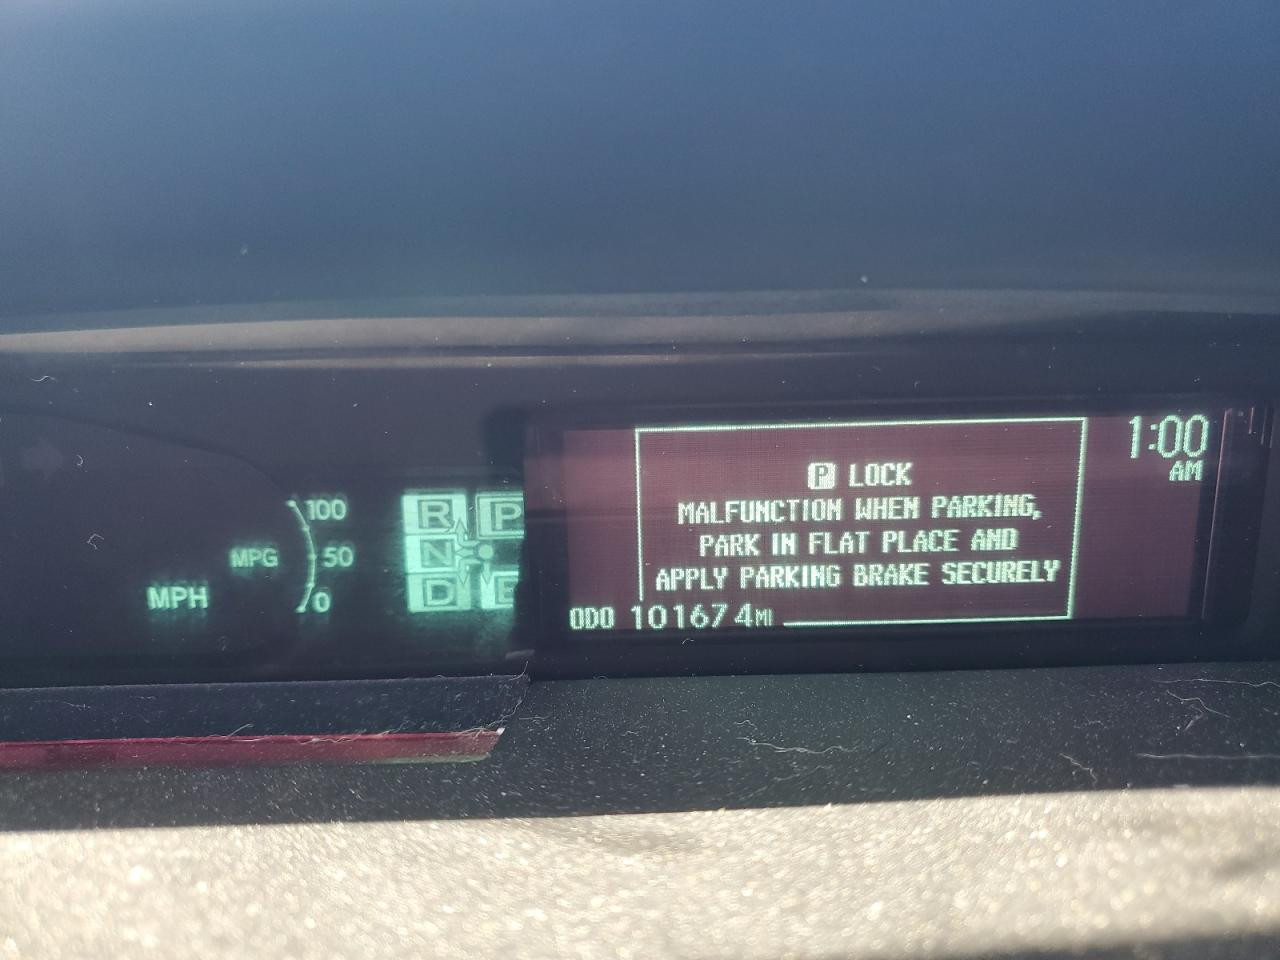 100
MPG 50
MPH 0
R P
N
D B
P LOCK
MALFUNCTION WHEN PARKING,
PARK IN FLAT PLACE AND
APPLY PARKING BRAKE SECURELY
ODO 101674MI
1:00
AM